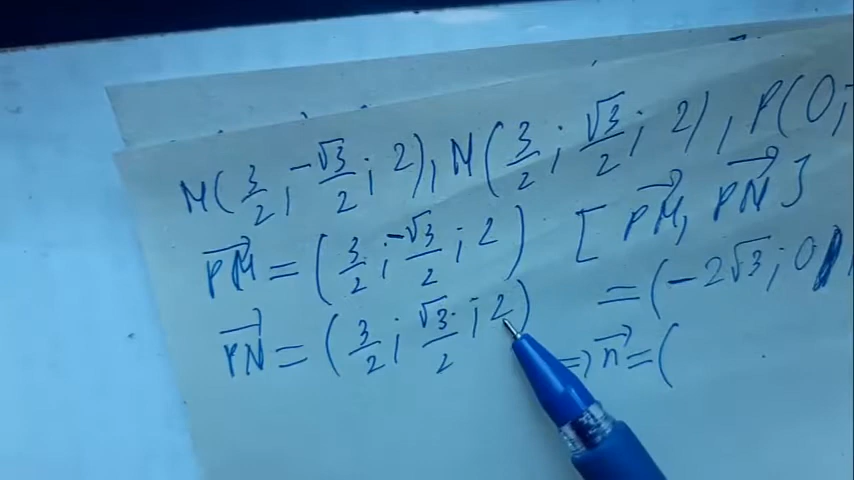 M(3/2; -√3/2; 2), N(3/2; √3/2; 2), P(0;
PM→ = (3/2; -√3/2; 2) [PM→, PN→]
PN→ = (3/2; √3/2; 2) = (-2√3; 0
=> n→ = (